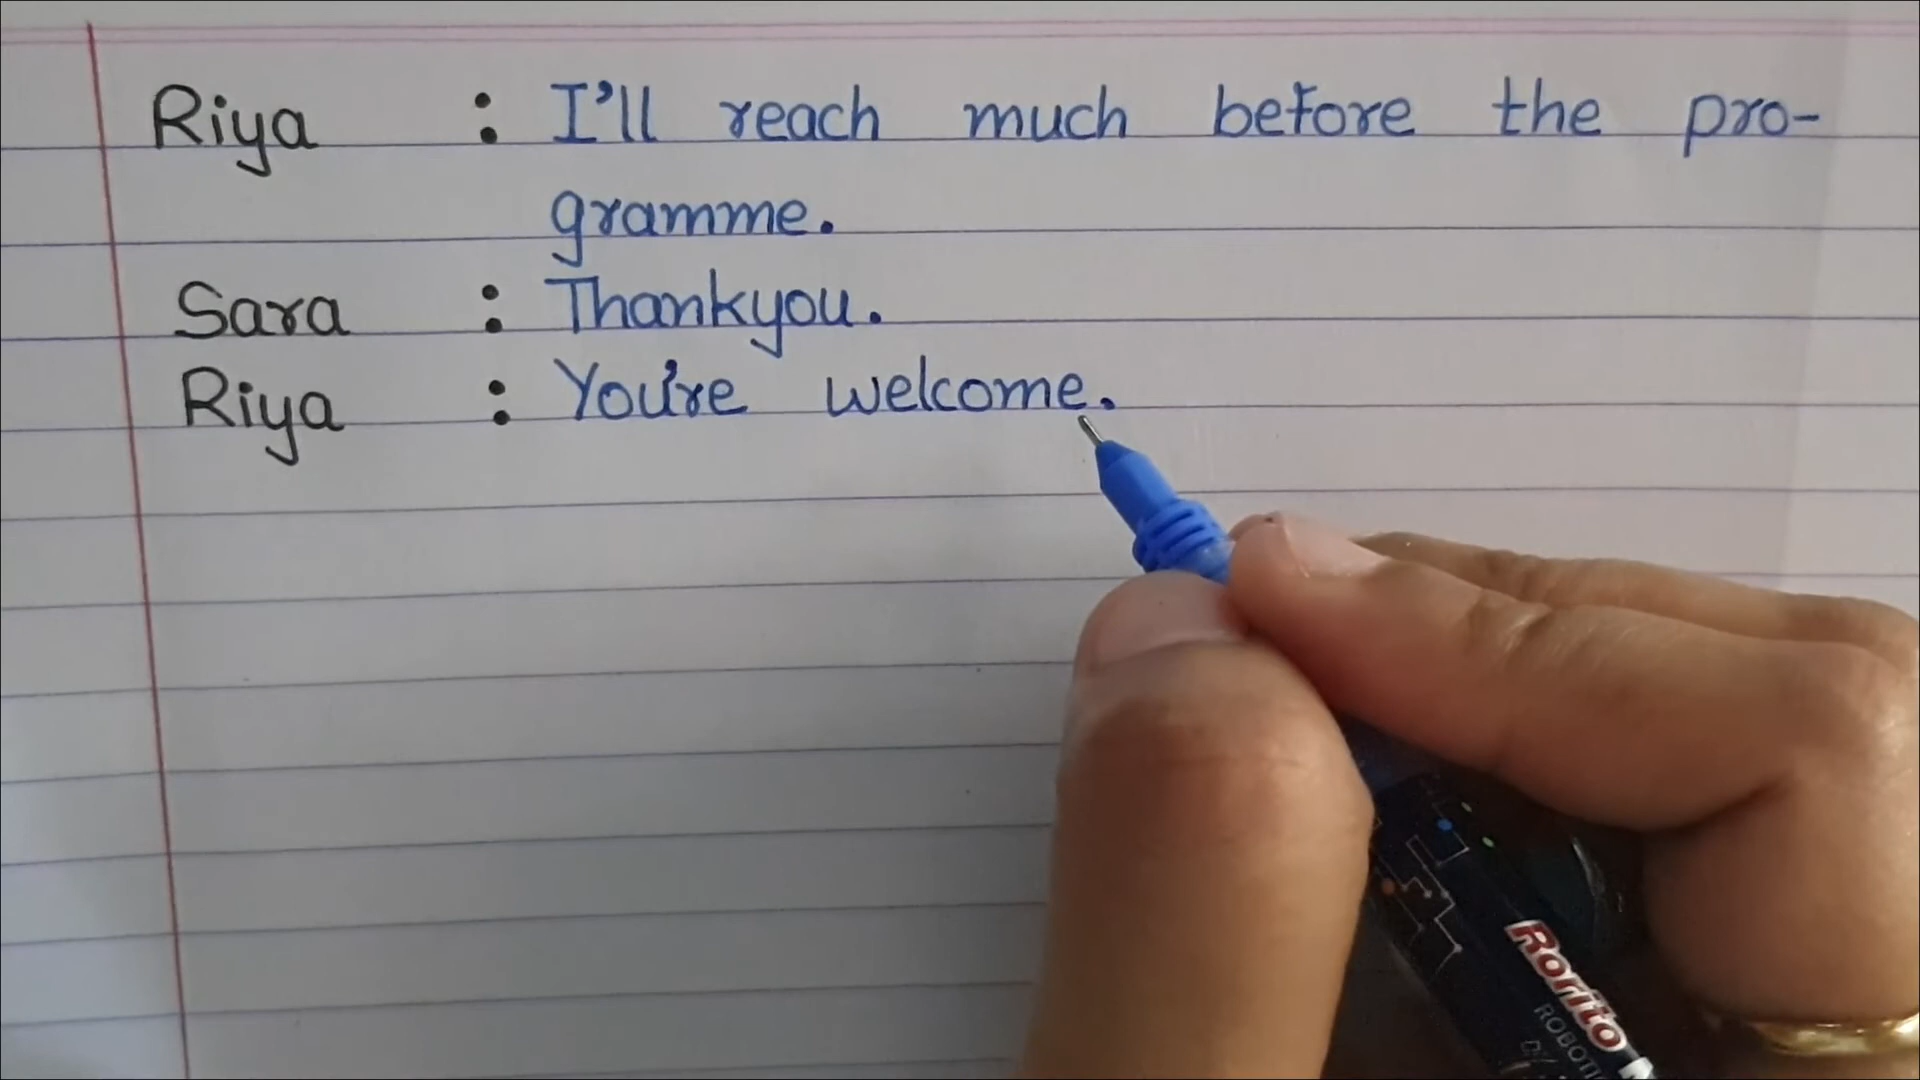 Riya : I'll reach much before the pro-
gramme.
Sara : Thankyou.
Riya : You're welcome.
Rorito